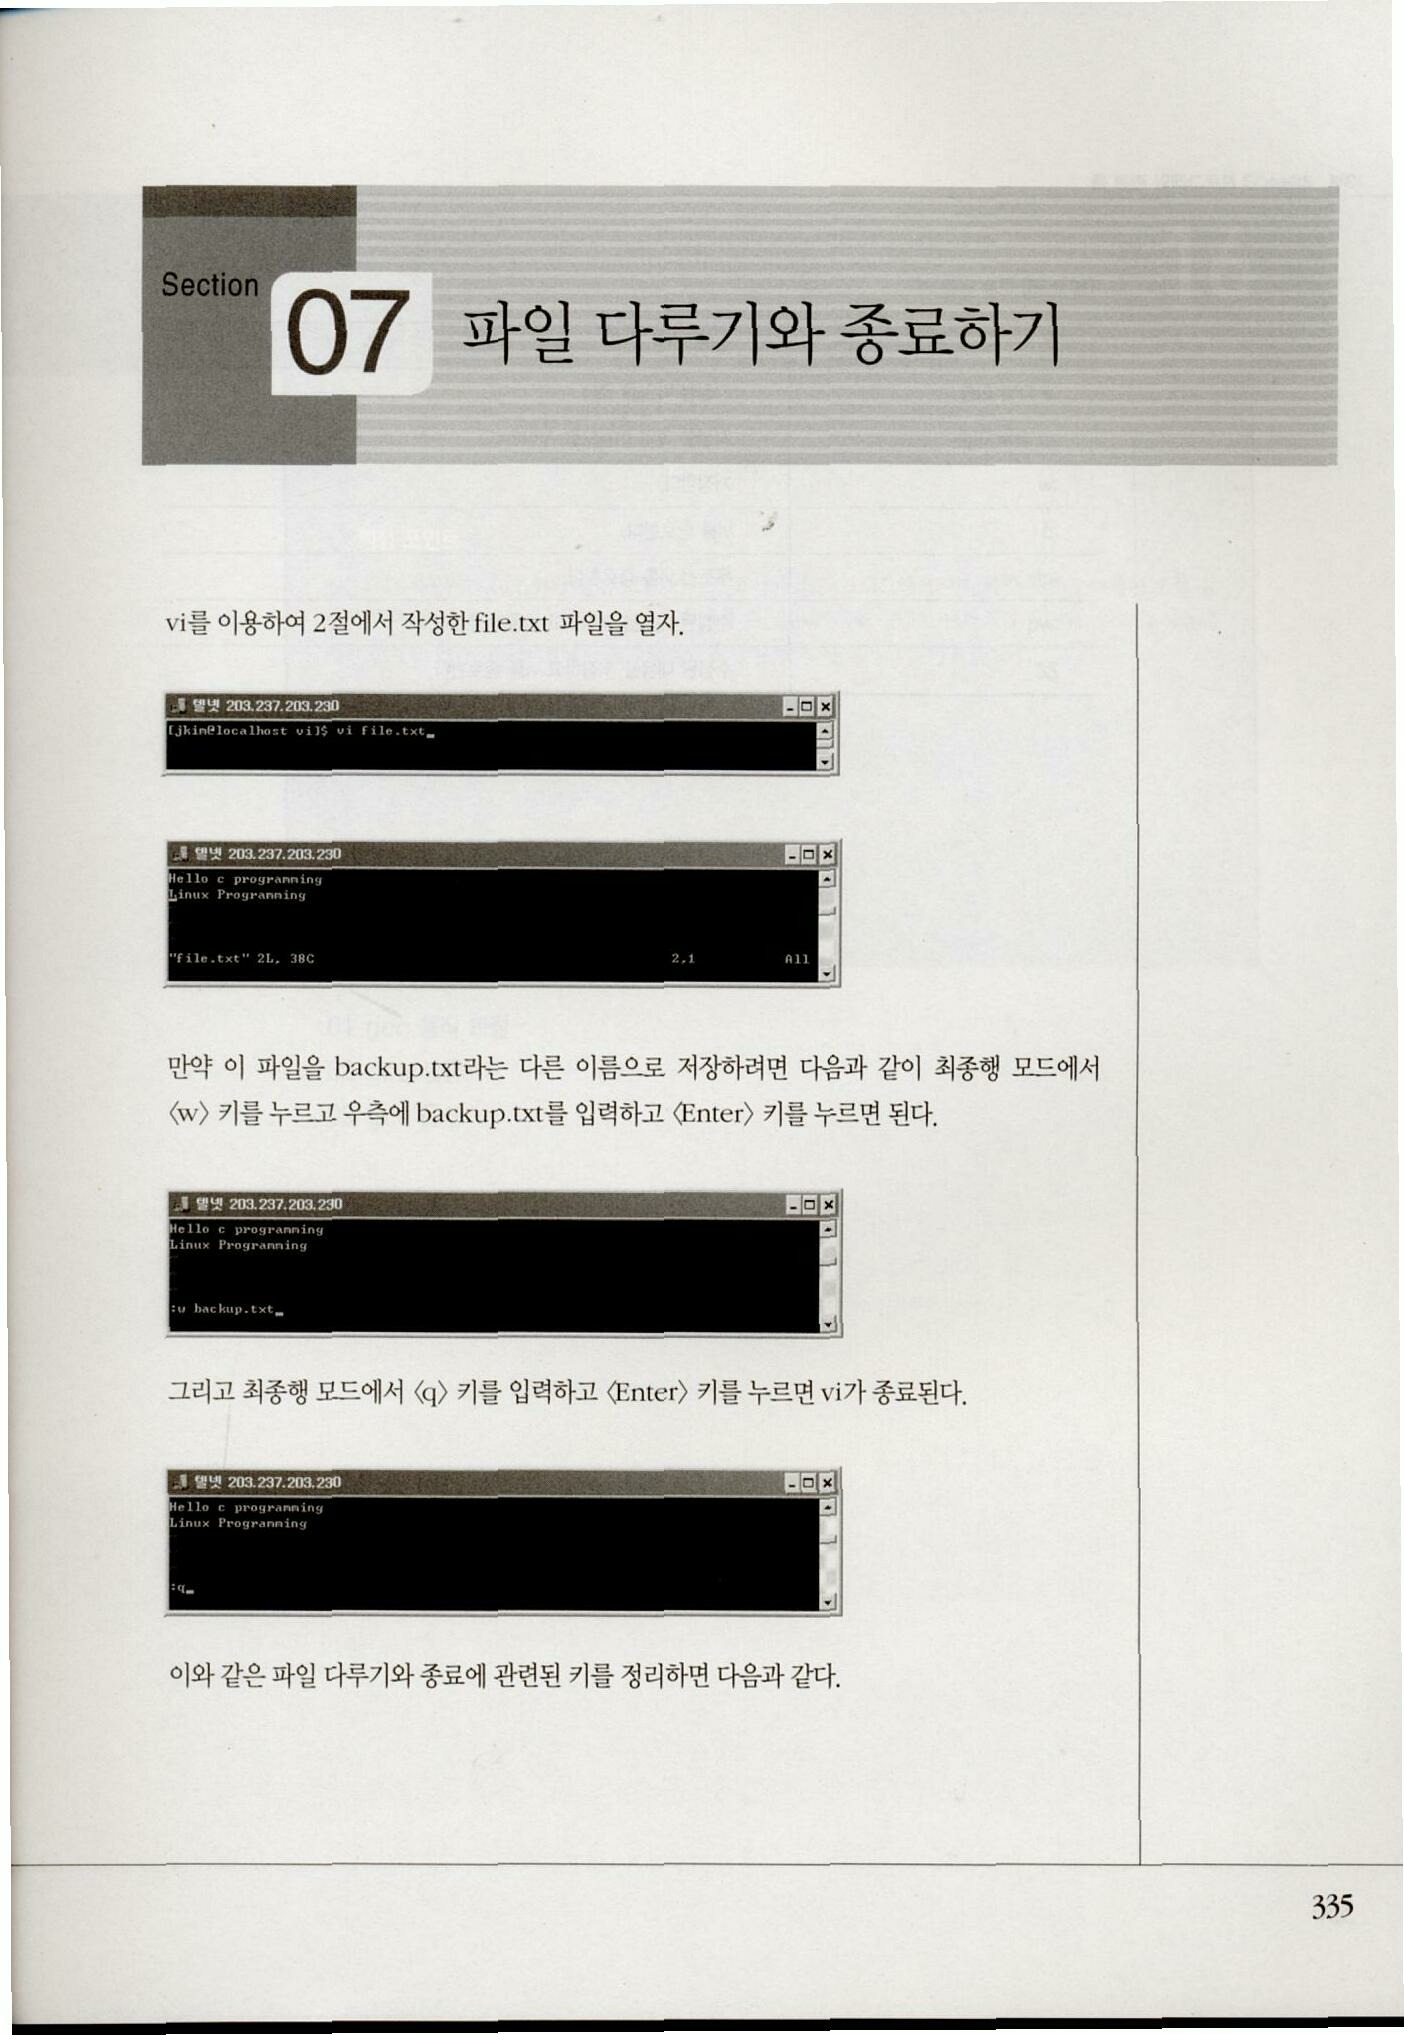 Section
07 파일 다루기와 종료하기
vi를 이용하여 2절에서 작성한 file.txt 파일을 열자.
텔넷 203.237.203.230
[jkim@localhost vi]$ vi file.txt
텔넷 203.237.203.230
Hello c programming
Linux Programming
"file.txt" 2L, 38C 2,1 All
만약 이 파일을 backup.txt라는 다른 이름으로 저장하려면 다음과 같이 최종행 모드에서
〈w〉 키를 누르고 우측에 backup.txt를 입력하고 〈Enter〉 키를 누르면 된다.
텔넷 203.237.203.230
Hello c programming
Linux Programming
:w backup.txt
그리고 최종행 모드에서 〈q〉 키를 입력하고 〈Enter〉 키를 누르면 vi가 종료된다.
텔넷 203.237.203.230
Hello c programming
Linux Programming
:q
이와 같은 파일 다루기와 종료에 관련된 키를 정리하면 다음과 같다.
335